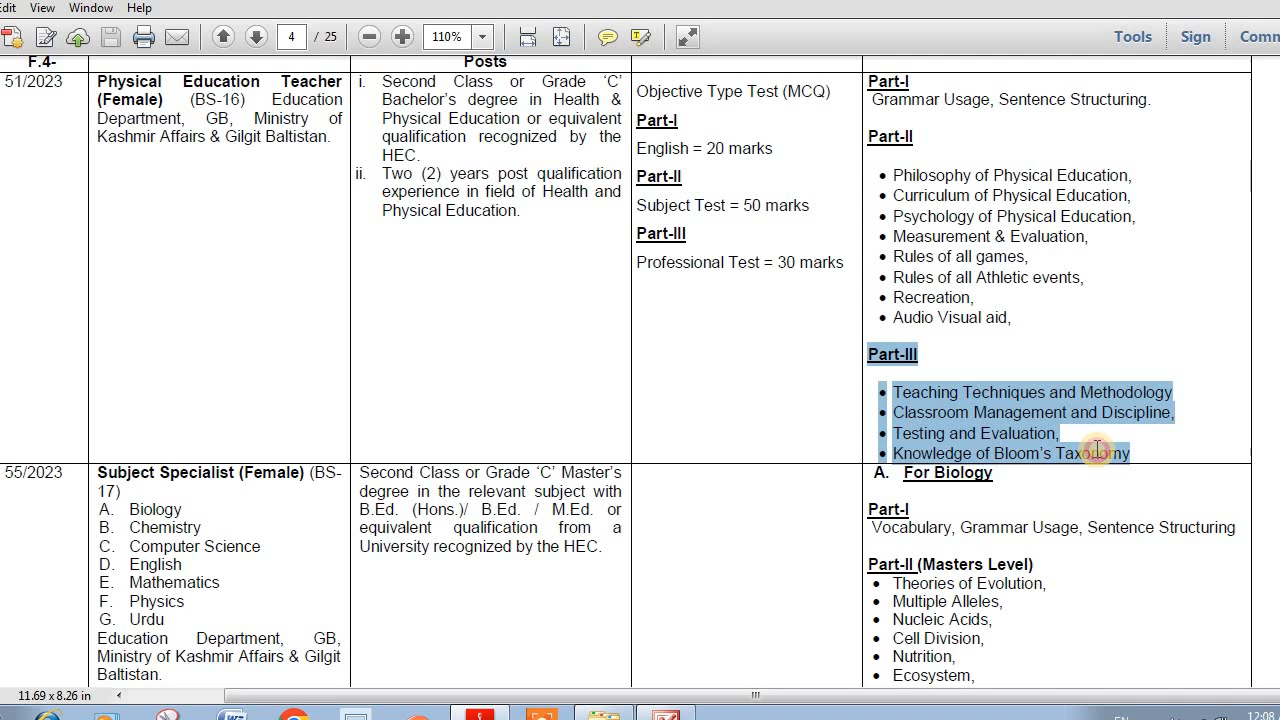 Edit View Window Help
4 / 25 110% Tools Sign
F.4- Posts
51/2023
Physical Education Teacher
(Female) (BS-16) Education
Department, GB, Ministry of
Kashmir Affairs & Gilgit Baltistan.
i. Second Class or Grade ‘C’
Bachelor’s degree in Health &
Physical Education or equivalent
qualification recognized by the
HEC.
ii. Two (2) years post qualification
experience in field of Health and
Physical Education.
Objective Type Test (MCQ)
Part-I
English = 20 marks
Part-II
Subject Test = 50 marks
Part-III
Professional Test = 30 marks
Part-I
Grammar Usage, Sentence Structuring.
Part-II
• Philosophy of Physical Education,
• Curriculum of Physical Education,
• Psychology of Physical Education,
• Measurement & Evaluation,
• Rules of all games,
• Rules of all Athletic events,
• Recreation,
• Audio Visual aid,
Part-III
• Teaching Techniques and Methodology
• Classroom Management and Discipline,
• Testing and Evaluation,
• Knowledge of Bloom’s Taxonomy
55/2023
Subject Specialist (Female) (BS-
17)
A. Biology
B. Chemistry
C. Computer Science
D. English
E. Mathematics
F. Physics
G. Urdu
Education Department, GB,
Ministry of Kashmir Affairs & Gilgit
Baltistan.
Second Class or Grade ‘C’ Master’s
degree in the relevant subject with
B.Ed. (Hons.)/ B.Ed. / M.Ed. or
equivalent qualification from a
University recognized by the HEC.
A. For Biology
Part-I
Vocabulary, Grammar Usage, Sentence Structuring
Part-II (Masters Level)
• Theories of Evolution,
• Multiple Alleles,
• Nucleic Acids,
• Cell Division,
• Nutrition,
• Ecosystem,
11.69 x 8.26 in
EN